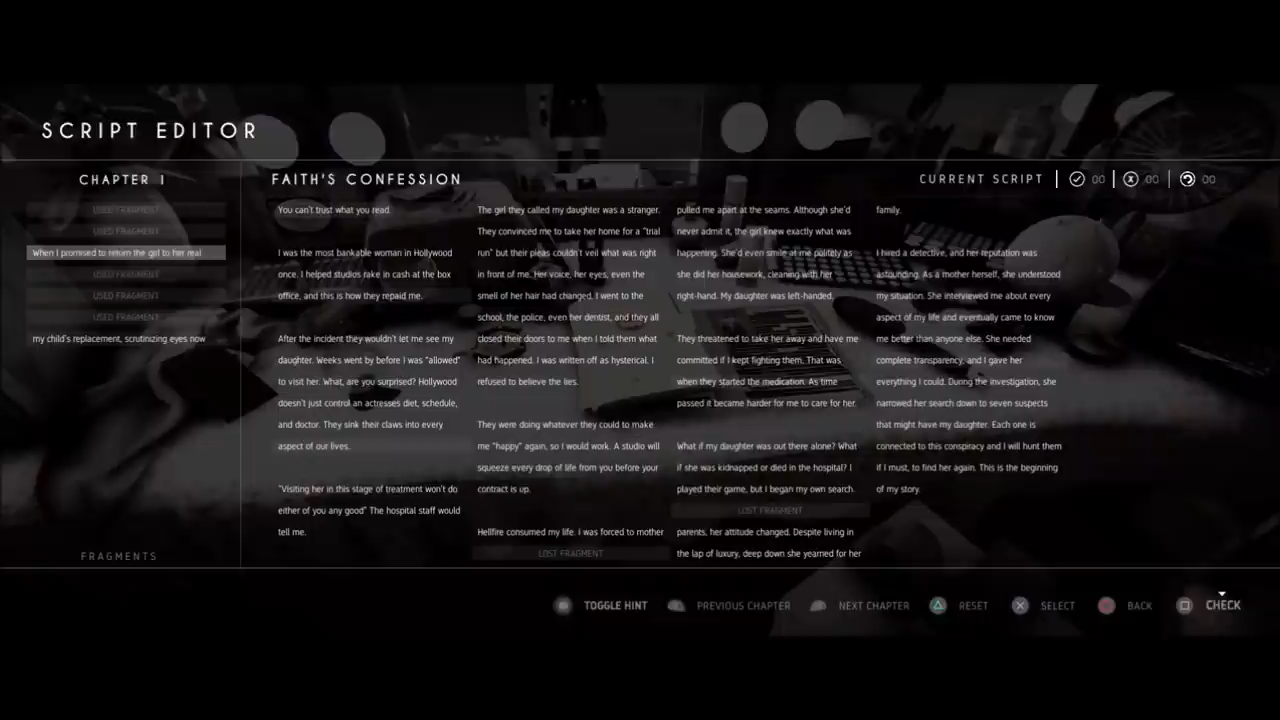 SCRIPT EDITOR
CHAPTER I
FAITH'S CONFESSION
CURRENT SCRIPT 00 00 00
USED FRAGMENT
USED FRAGMENT
When I promised to return the girl to her real
USED FRAGMENT
USED FRAGMENT
USED FRAGMENT
my child's replacement, scrutinizing eyes now
FRAGMENTS
You can't trust what you read.
I was the most bankable woman in Hollywood
once. I helped studios rake in cash at the box
office, and this is how they repaid me.
After the incident they wouldn't let me see my
daughter. Weeks went by before I was "allowed"
to visit her. What, are you surprised? Hollywood
doesn't just control an actresses diet, schedule,
and doctor. They sink their claws into every
aspect of our lives.
"Visiting her in this stage of treatment won't do
either of you any good" The hospital staff would
tell me.
The girl they called my daughter was a stranger.
They convinced me to take her home for a "trial
run" but their pleas couldn't veil what was right
in front of me. Her voice, her eyes, even the
smell of her hair had changed. I went to the
school, the police, even her dentist, and they all
closed their doors to me when I told them what
had happened. I was written off as hysterical. I
refused to believe the lies.
They were doing whatever they could to make
me "happy" again, so I would work. A studio will
squeeze every drop of life from you before your
contract is up.
Hellfire consumed my life. I was forced to mother
LOST FRAGMENT
pulled me apart at the seams. Although she'd
never admit it, the girl knew exactly what was
happening. She'd even smile at me politely as
she did her housework, cleaning with her
right-hand. My daughter was left-handed.
They threatened to take her away and have me
committed if I kept fighting them. That was
when they started the medication. As time
passed it became harder for me to care for her.
What if my daughter was out there alone? What
if she was kidnapped or died in the hospital? I
played their game, but I began my own search.
LOST FRAGMENT
parents, her attitude changed. Despite living in
the lap of luxury, deep down she yearned for her
family.
I hired a detective, and her reputation was
astounding. As a mother herself, she understood
my situation. She interviewed me about every
aspect of my life and eventually came to know
me better than anyone else. She needed
complete transparency, and I gave her
everything I could. During the investigation, she
narrowed her search down to seven suspects
that might have my daughter. Each one is
connected to this conspiracy and I will hunt them
if I must, to find her again. This is the beginning
of my story.
TOGGLE HINT PREVIOUS CHAPTER NEXT CHAPTER RESET SELECT BACK CHECK